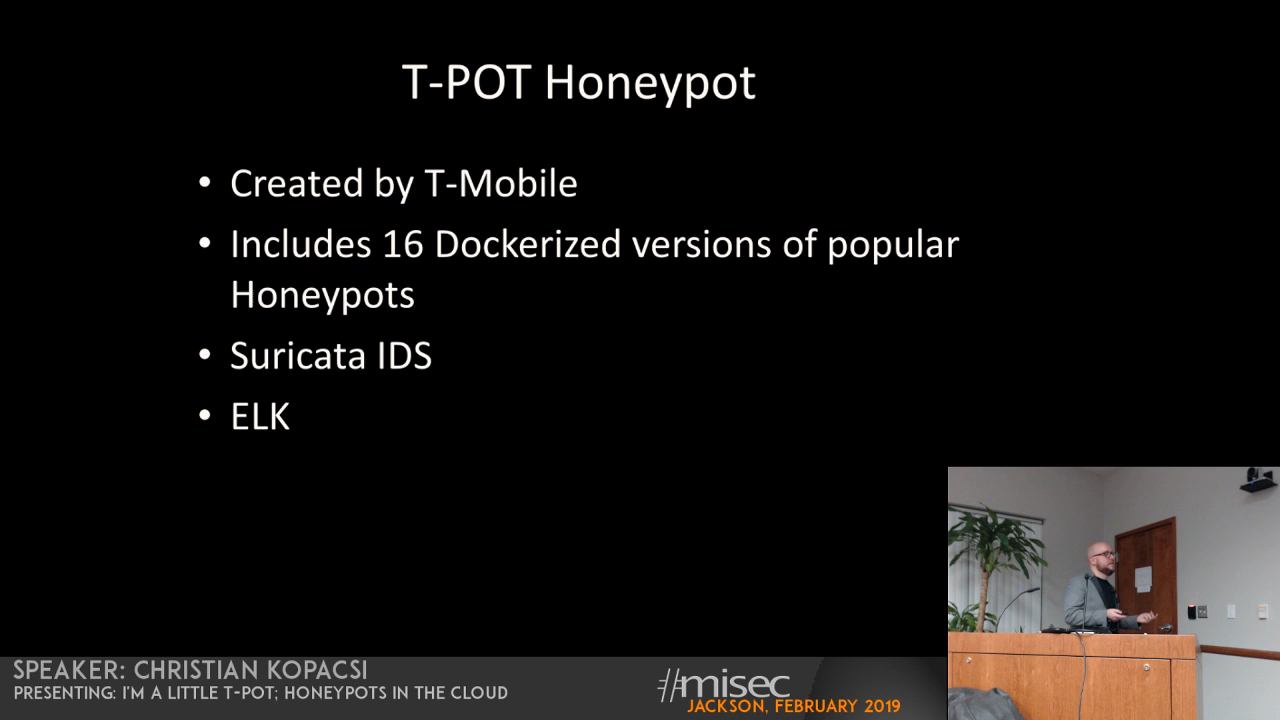 T-POT Honeypot
• Created by T-Mobile
• Includes 16 Dockerized versions of popular
Honeypots
• Suricata IDS
• ELK
SPEAKER: CHRISTIAN KOPACSI
PRESENTING: I'M A LITTLE T-POT; HONEYPOTS IN THE CLOUD
#misec
JACKSON, FEBRUARY 2019